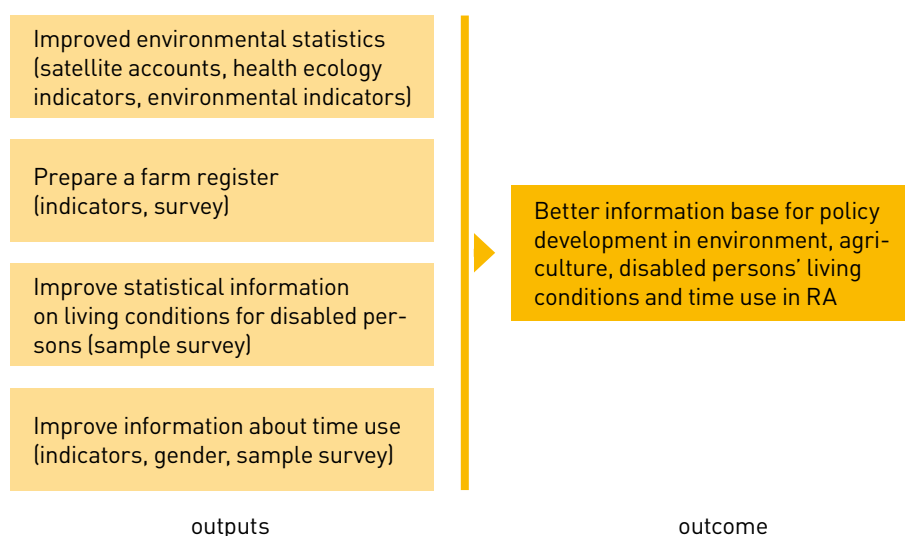 Improved environmental statistics
(satellite accounts, health ecology
indicators, environmental indicators)
Prepare a farm register
(indicators, survey)
Improve statistical information
on living conditions for disabled per-
sons (sample survey)
Improve information about time use
(indicators, gender, sample survey)
outputs
Better information base for policy
development in environment, agri-
culture, disabled persons’ living
conditions and time use in RA
outcome